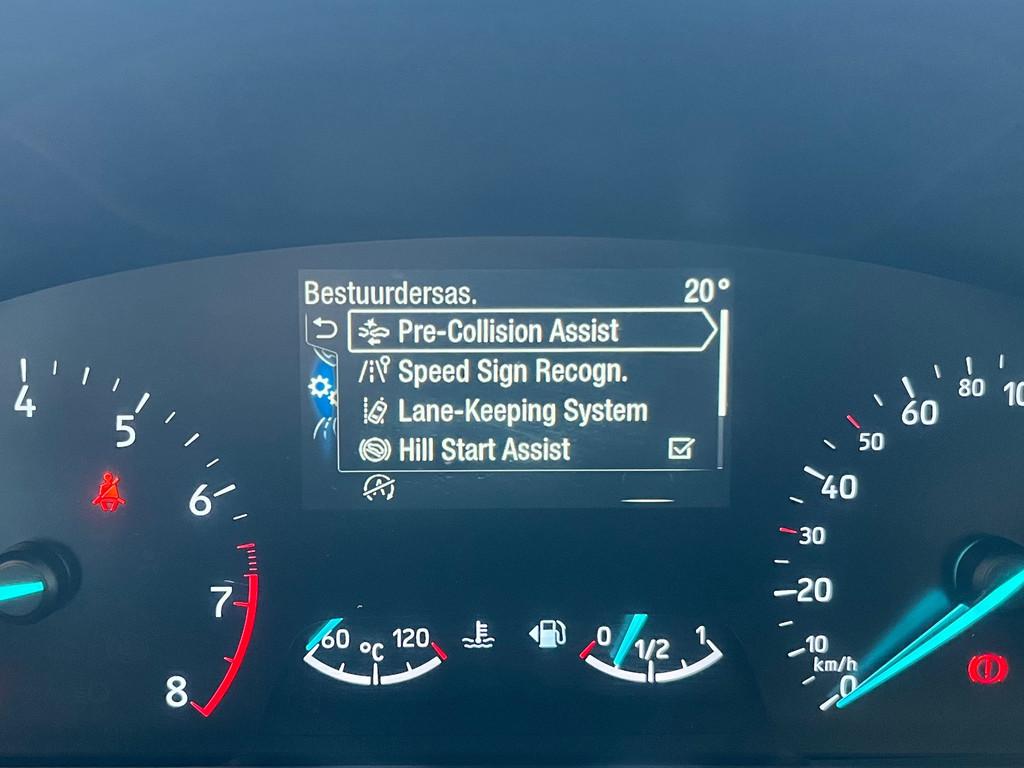 Bestuurdersas. 20°
Pre-Collision Assist
Speed Sign Recogn.
Lane-Keeping System
Hill Start Assist
4
5
6
7
8
60 °C 120
0 1/2 1
80
60
50
40
30
20
10
km/h
0